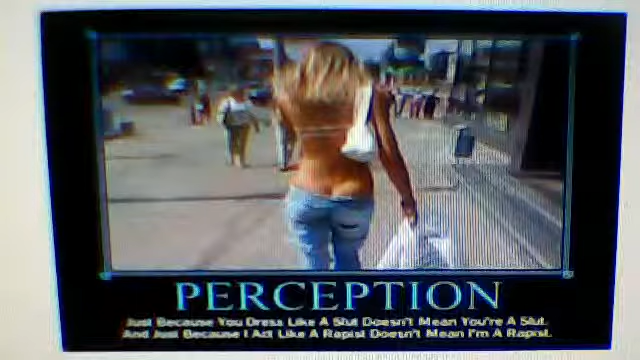 PERCEPTION
Just Because You Dress Like A Slut Doesn't Mean You're A Slut.
And Just Because I Act Like A Rapist Doesn't Mean I'm A Rapist.